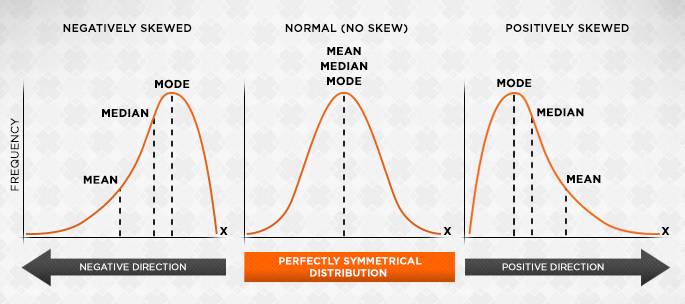 NEGATIVELY SKEWED
NORMAL (NO SKEW)
POSITIVELY SKEWED
MEAN
MEDIAN
MODE
MODE
MEDIAN
MEAN
FREQUENCY
X
X
MODE
MEDIAN
MEAN
X
NEGATIVE DIRECTION
PERFECTLY SYMMETRICAL
DISTRIBUTION
POSITIVE DIRECTION